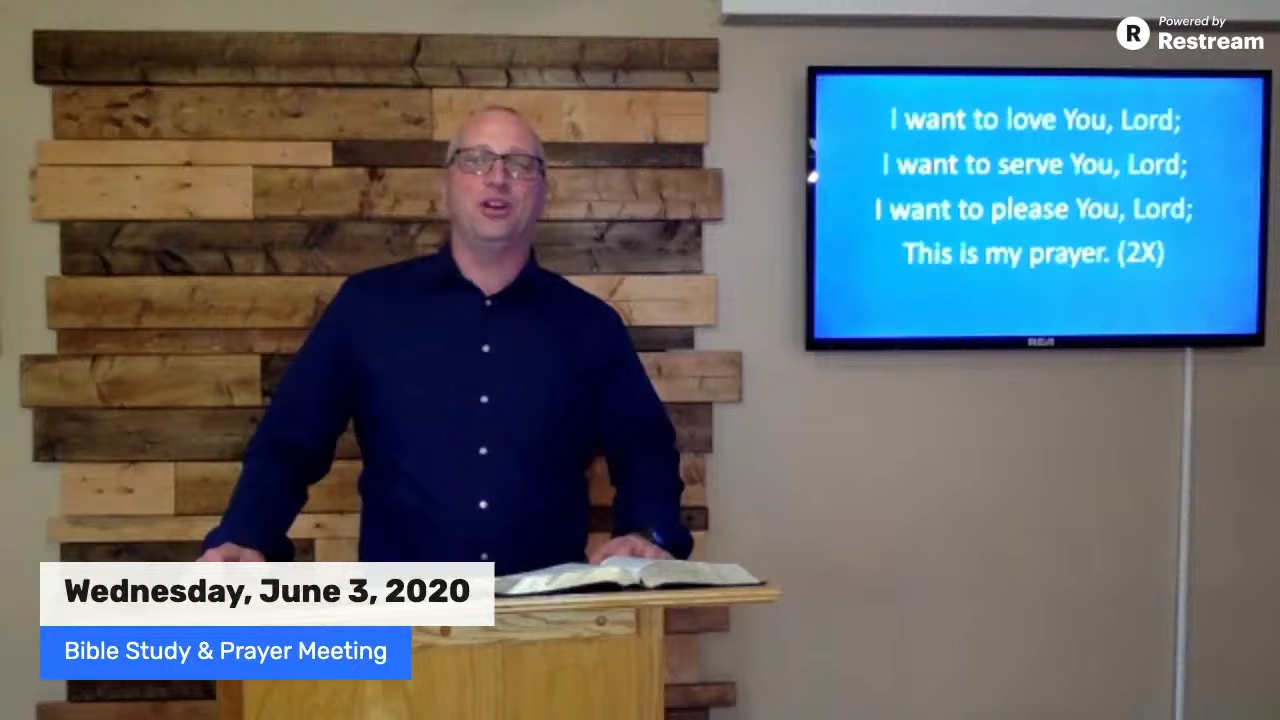 Powered by
R Restream
I want to love You, Lord;
I want to serve You, Lord;
I want to please You, Lord;
This is my prayer. (2X)
RCA
Wednesday, June 3, 2020
Bible Study & Prayer Meeting